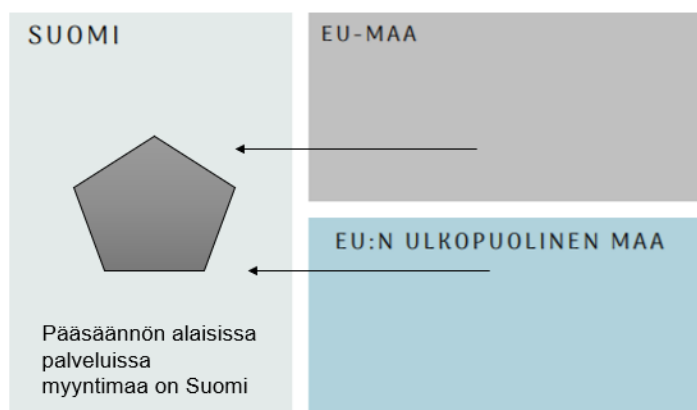 SUOMI
EU-MAA
EU:N ULKOPUOLINEN MAA
Pääsäännön alaisissa
palveluissa
myyntimaa on Suomi